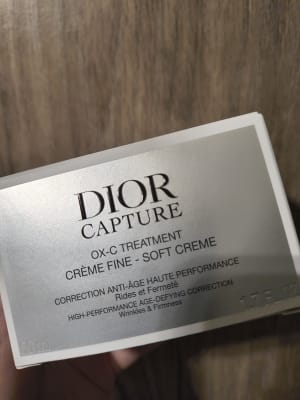 DIOR
CAPTURE
OX-C TREATMENT
CRÈME FINE - SOFT CREME
CORRECTION ANTI-ÂGE HAUTE PERFORMANCE
Rides et Fermeté
HIGH-PERFORMANCE AGE-DEFYING CORRECTION
Wrinkles & Firmness